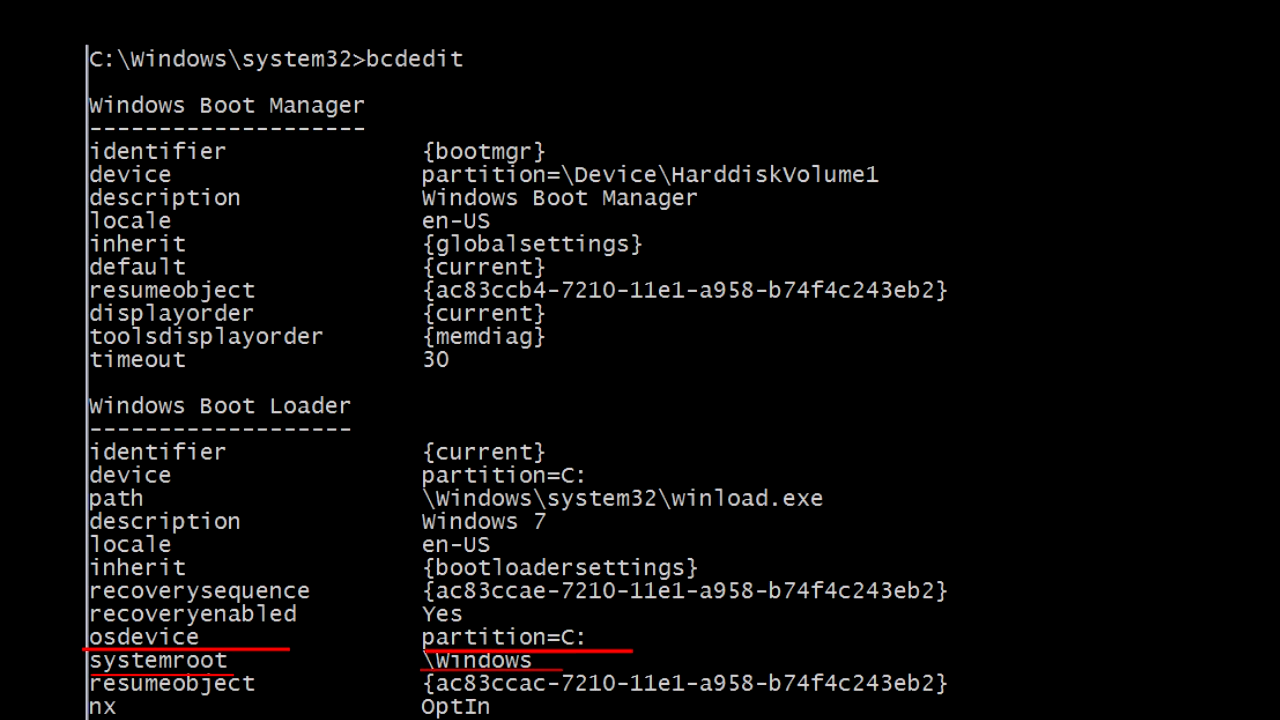 C:\Windows\system32>bcdedit
Windows Boot Manager
--------------------
identifier {bootmgr}
device partition=\Device\HarddiskVolume1
description Windows Boot Manager
locale en-US
inherit {globalsettings}
default {current}
resumeobject {ac83ccb4-7210-11e1-a958-b74f4c243eb2}
displayorder {current}
toolsdisplayorder {memdiag}
timeout 30
Windows Boot Loader
-------------------
identifier {current}
device partition=C:
path \Windows\system32\winload.exe
description Windows 7
locale en-US
inherit {bootloadersettings}
recoverysequence {ac83ccae-7210-11e1-a958-b74f4c243eb2}
recoveryenabled Yes
osdevice partition=C:
systemroot \Windows
resumeobject {ac83ccac-7210-11e1-a958-b74f4c243eb2}
nx OptIn